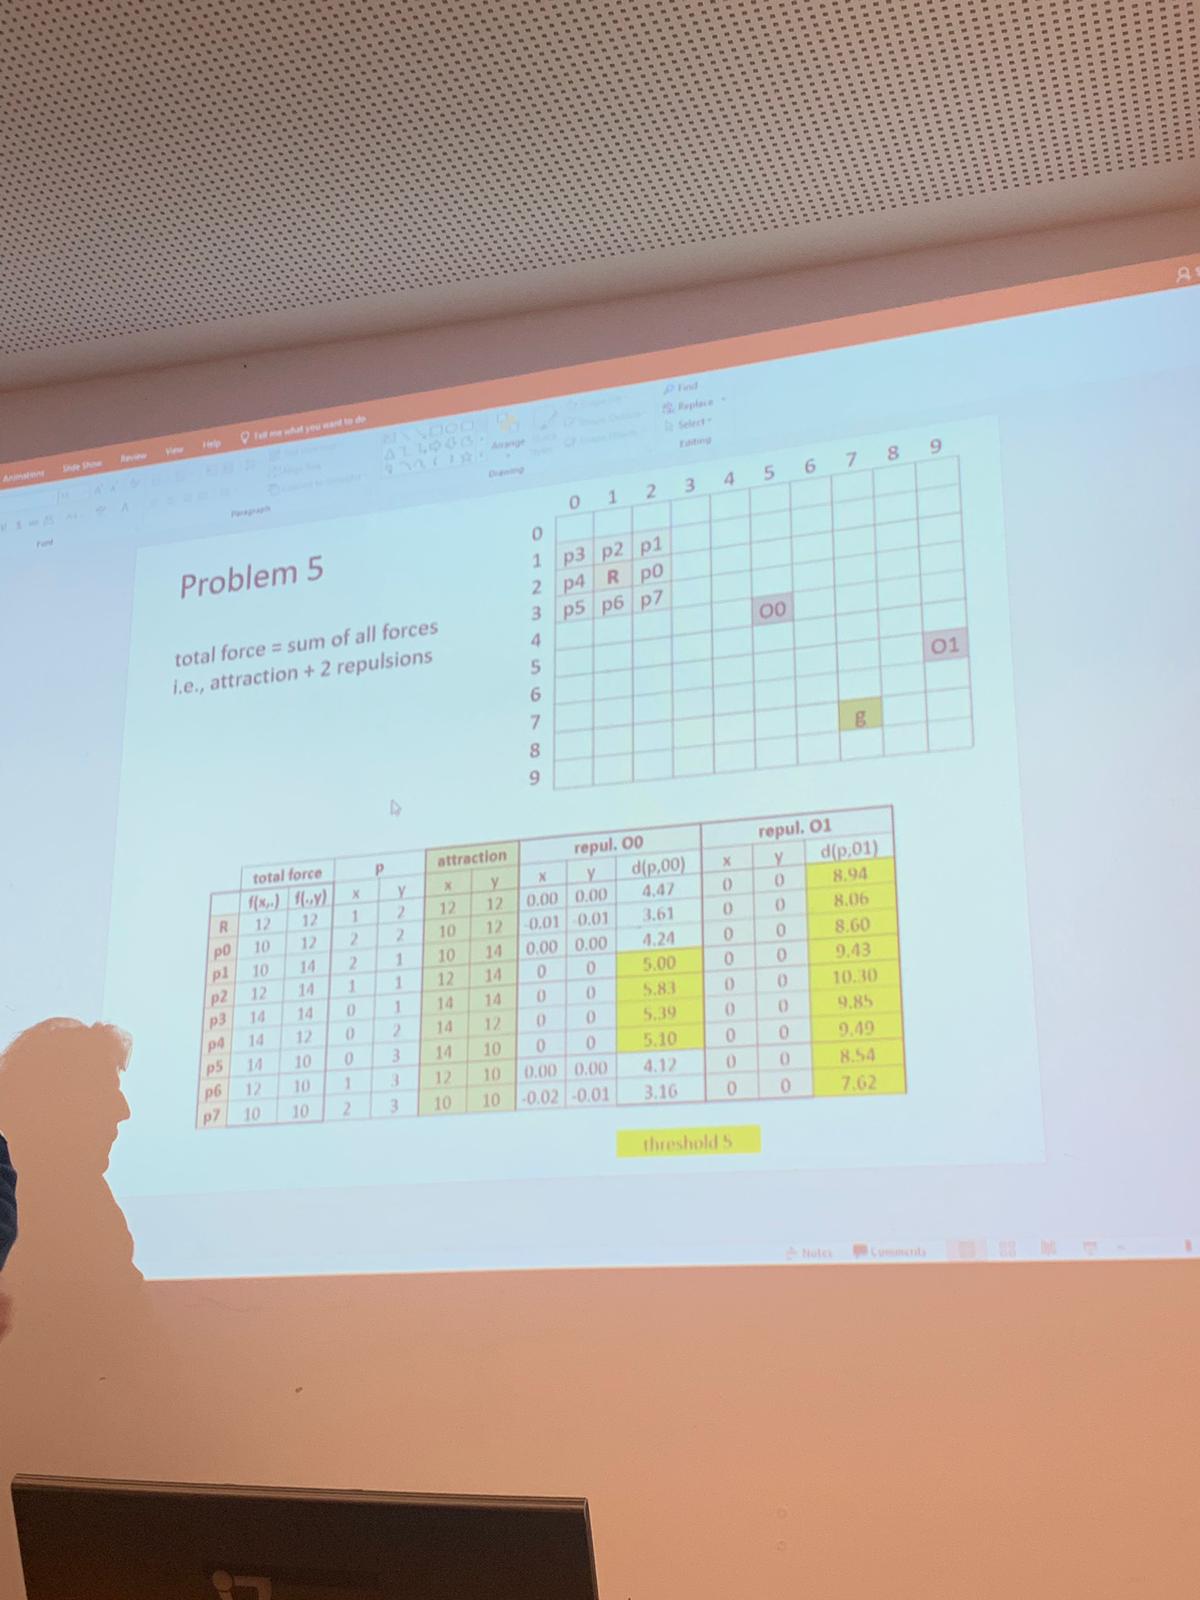 Animations Slide Show Review View Help Tell me what you want to do
Find
Replace
Select
Arrange
Font
Paragraph
Drawing
Editing
Problem 5
total force = sum of all forces
i.e., attraction + 2 repulsions
0 1 2 3 4 5 6 7 8 9
0
1 p3 p2 p1
2 p4 R p0
3 p5 p6 p7 O0
4
5 O1
6
7 g
8
9
total force p attraction repul. O0 repul. O1
f(x,.) f(.,y) x y x y x y d(p,00) x y d(p,01)
R 12 12 1 2 12 12 0.00 0.00 4.47 0 0 8.94
p0 10 12 2 2 10 12 -0.01 -0.01 3.61 0 0 8.06
p1 10 14 2 1 10 14 0.00 0.00 4.24 0 0 8.60
p2 12 14 1 1 12 14 0 0 5.00 0 0 9.43
p3 14 14 0 1 14 14 0 0 5.83 0 0 10.30
p4 14 12 0 2 14 12 0 0 5.39 0 0 9.85
p5 14 10 0 3 14 10 0 0 5.10 0 0 9.49
p6 12 10 1 3 12 10 0.00 0.00 4.12 0 0 8.54
p7 10 10 2 3 10 10 -0.02 -0.01 3.16 0 0 7.62
threshold 5
Notes Comments